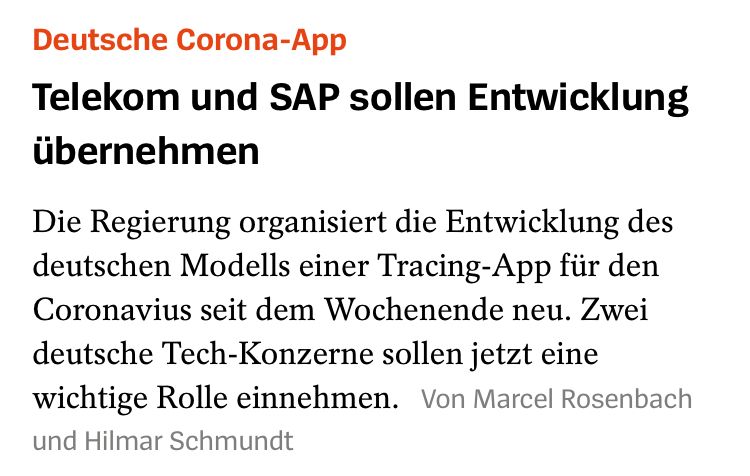 Deutsche Corona-App
Telekom und SAP sollen Entwicklung
übernehmen
Die Regierung organisiert die Entwicklung des
deutschen Modells einer Tracing-App für den
Coronavius seit dem Wochenende neu. Zwei
deutsche Tech-Konzerne sollen jetzt eine
wichtige Rolle einnehmen. Von Marcel Rosenbach
und Hilmar Schmundt